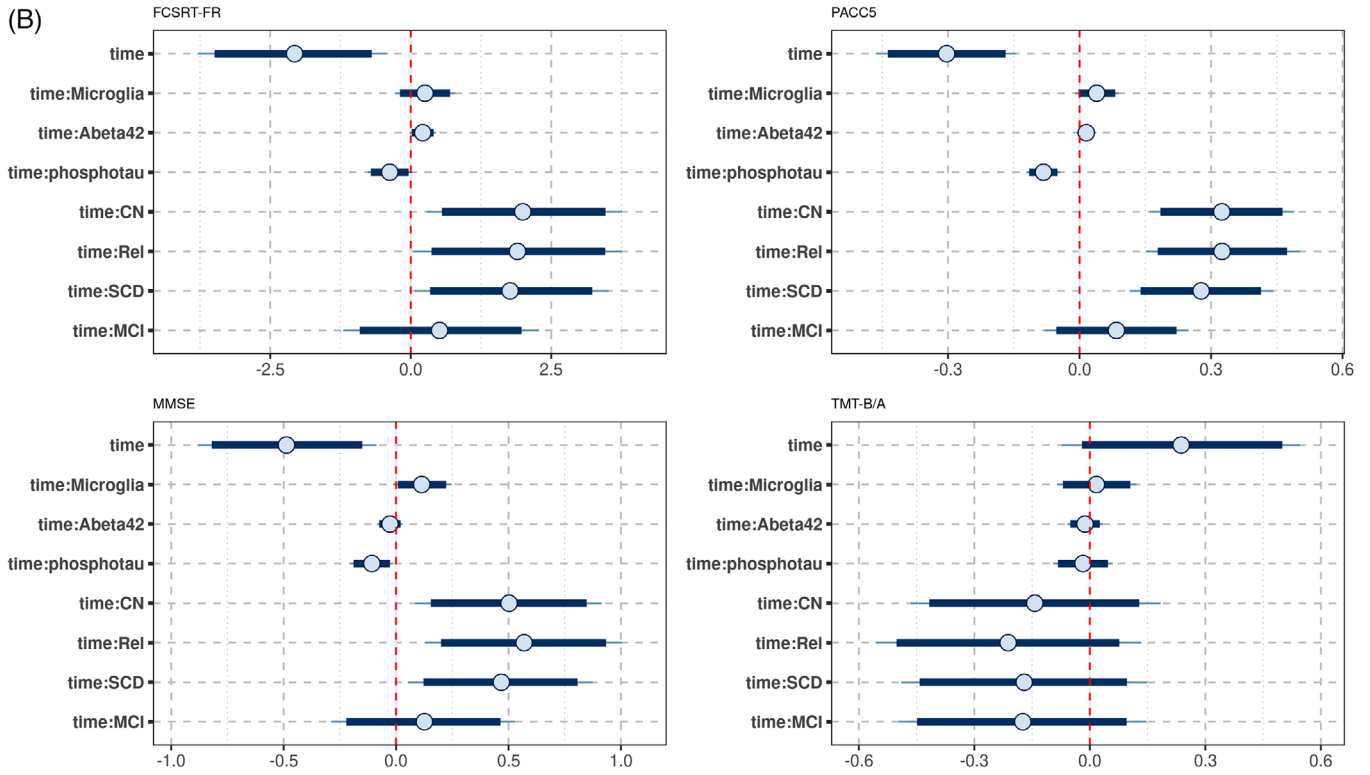 (B)
FCSRT-FR
time
time:Microglia
time:Abeta42
time:phosphotau
time:CN
time:Rel
time:SCD
time:MCI
-2.5 0.0 2.5
PACC5
time
time:Microglia
time:Abeta42
time:phosphotau
time:CN
time:Rel
time:SCD
time:MCI
-0.3 0.0 0.3 0.6
MMSE
time
time:Microglia
time:Abeta42
time:phosphotau
time:CN
time:Rel
time:SCD
time:MCI
-1.0 -0.5 0.0 0.5 1.0
TMT-B/A
time
time:Microglia
time:Abeta42
time:phosphotau
time:CN
time:Rel
time:SCD
time:MCI
-0.6 -0.3 0.0 0.3 0.6